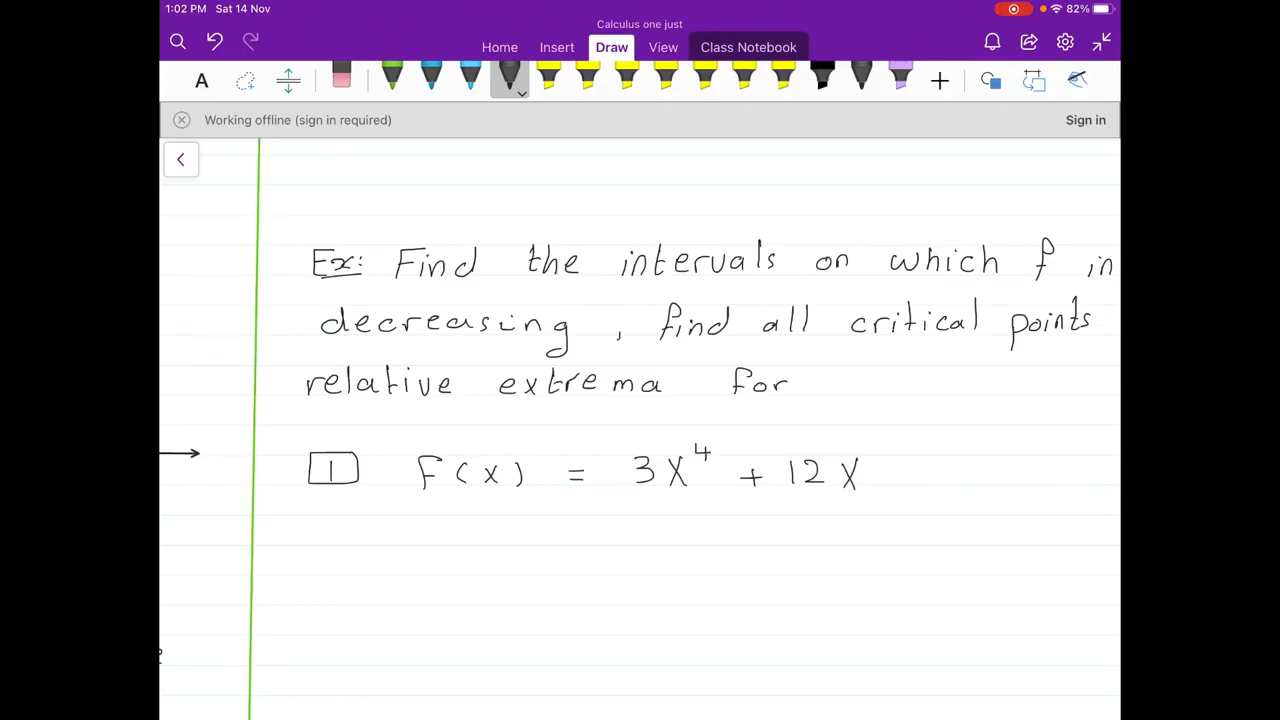 1:02 PM Sat 14 Nov
82%
Calculus one just
Home Insert Draw View Class Notebook
A
Working offline (sign in required) Sign in
Ex: Find the intervals on which f in
decreasing , find all critical points
relative extrema for
1 F(x) = 3x⁴ + 12x